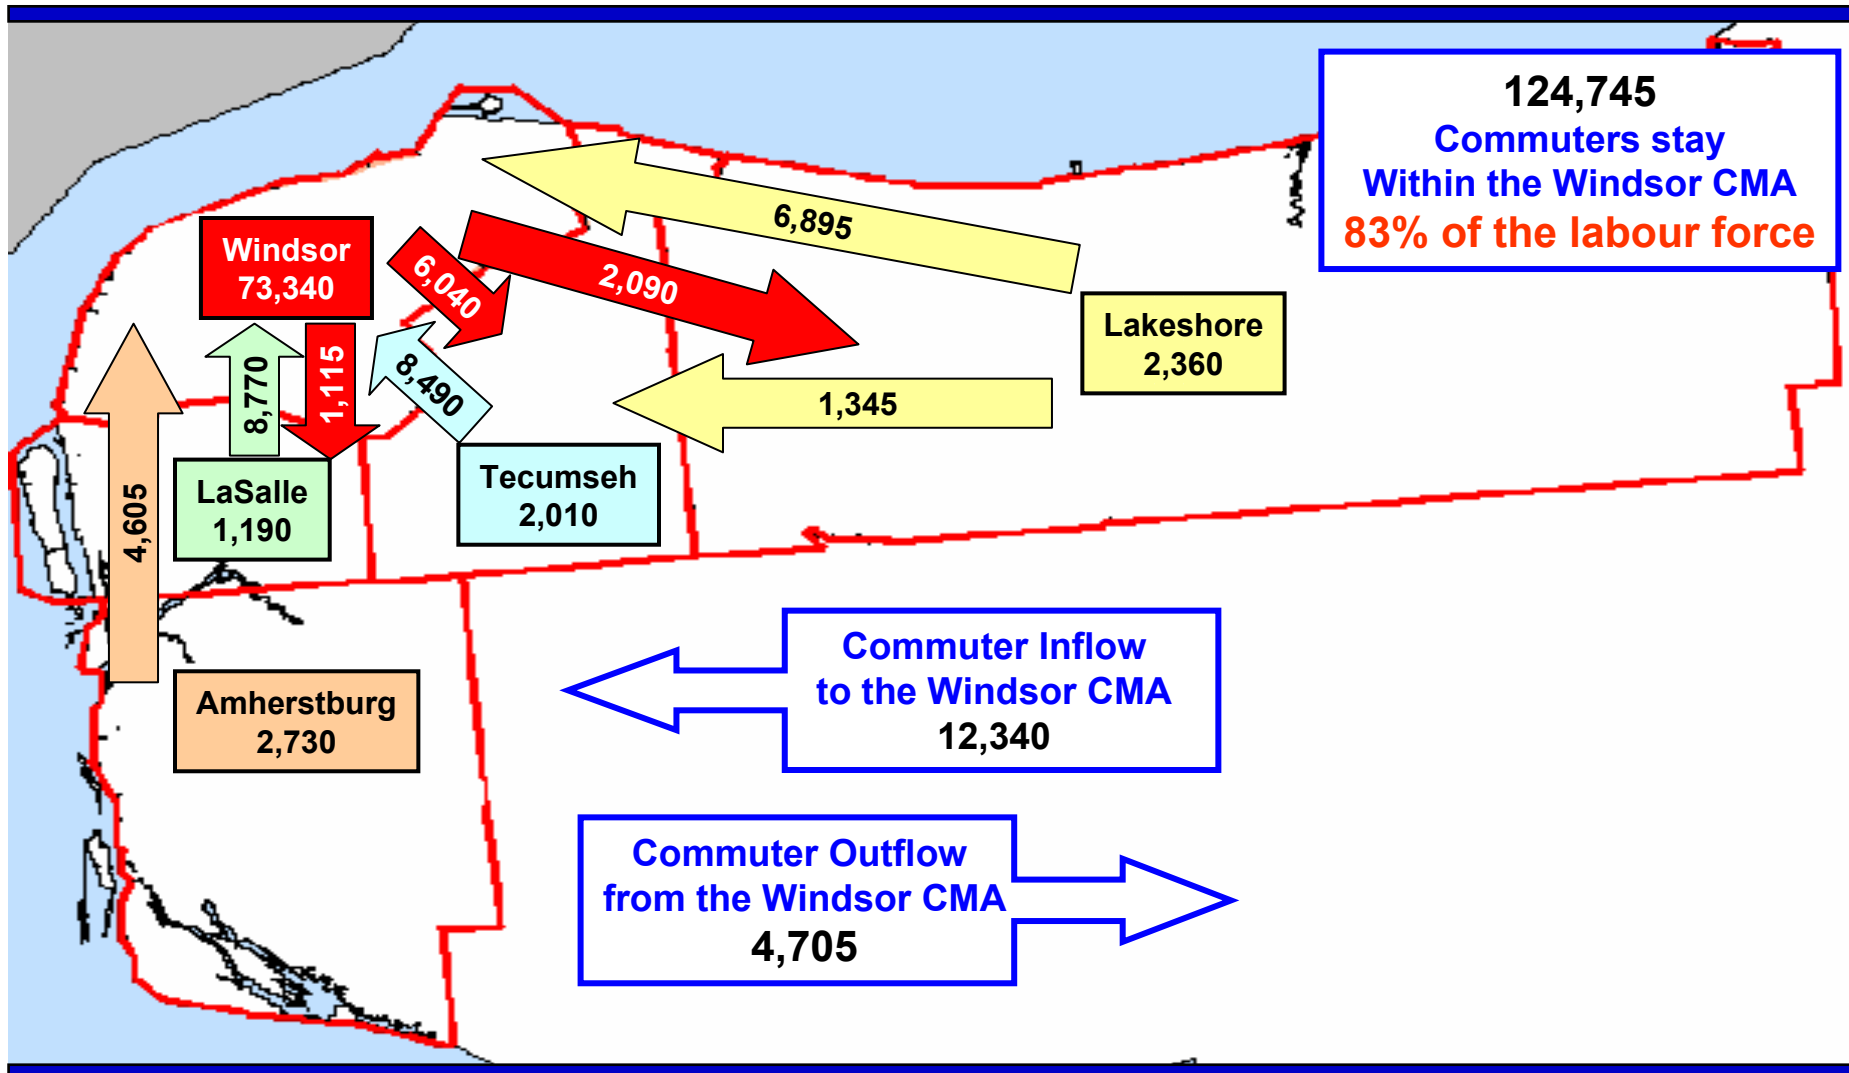 124,745
Commuters stay
Within the Windsor CMA
83% of the labour force
6,895
Windsor
73,340
6,040
2,090
Lakeshore
2,360
8,770
1,115
8,490
1,345
LaSalle
1,190
Tecumseh
2,010
4,605
Commuter Inflow
to the Windsor CMA
12,340
Amherstburg
2,730
Commuter Outflow
from the Windsor CMA
4,705